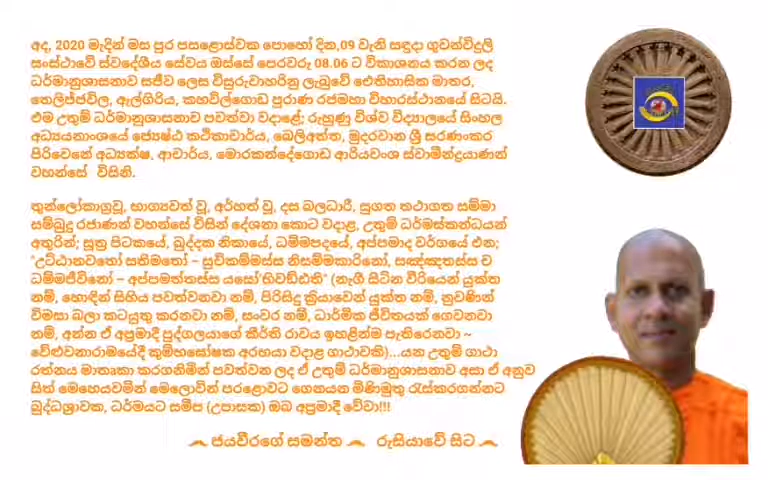 අද, 2020 මැදින් මස පුර පසළොස්වක පොහෝ දින,09 වැනි සඳුදා ගුවන්විදුලි
සංස්ථාවේ ස්වදේශීය සේවය ඔස්සේ පෙරවරු 08.06 ට විකාශනය කරන ලද
ධර්මානුශාසනාව සජීව ලෙස විසුරුවාහරිනු ලැබුවේ ඓතිහාසික මාතර,
තෙලිජ්ජවිල, ඇල්ගිරිය, කහවිල්ගොඩ පුරාණ රජමහා විහාරස්ථානයේ සිටයි.
එම උතුම් ධර්මානුශාසනාව පවත්වා වදාළේ; රුහුණු විශ්ව විද්‍යාලයේ සිංහල
අධ්‍යයනාංශයේ ජ්‍යෙෂ්ඨ කථිකාචාර්ය, බෙලිඅත්ත, මුදරවාන ශ්‍රී සරණංකර
පිරිවෙනේ අධ්‍යක්ෂ, ආචාර්ය, මොරකන්දේගොඩ ආරියවංශ ස්වාමීන්ද්‍රයාණන්
වහන්සේ විසිනි.
තුන්ලෝකාග්‍රවූ, භාග්‍යවත් වූ, අර්හත් වූ, දස බලධාරී, සුගත තථාගත සම්මා
සම්බුදු රජාණන් වහන්සේ විසින් දේශනා කොට වදාළ, උතුම් ධර්මස්කන්ධයන්
අතුරින්; සූත්‍ර පිටකයේ, ඛුද්දක නිකායේ, ධම්මපදයේ, අප්පමාද වර්ගයේ එන;
"උට්ඨානවතෝ සතිමතෝ – සුචිකම්මස්ස නිසම්මකාරිනෝ, සඤ්ඤතස්ස ච
ධම්මජීවිනෝ – අප්පමත්තස්ස යසෝ'භිවඩ්ඪති" (නැගී සිටින වීරියෙන් යුක්ත
නම්, හොඳින් සිහිය පවත්වනවා නම්, පිරිසිදු ක්‍රියාවෙන් යුක්ත නම්, නුවණින්
විමසා බලා කටයුතු කරනවා නම්, සංවර නම්, ධාර්මික ජීවිතයක් ගෙවනවා
නම්, අන්න ඒ අප්‍රමාදී පුද්ගලයාගේ කීර්ති රාවය ඉහළින්ම පැතිරෙනවා ~
වේළුවනාරාමයේදී කුම්භඝෝෂක අරභයා වදාළ ගාථාවකි)...යන උතුම් ගාථා
රත්නය මාතෘකා කරගනිමින් පවත්වන ලද ඒ උතුම් ධර්මානුශාසනාව අසා ඒ අනුව
සිත් මෙහෙයවමින් මෙලොවින් පරළොවට ගෙනයන මිණිමුතු රැස්කරගන්නට
බුද්ධශ්‍රාවක, ධර්මයට සමීප (උපාසක) ඔබ අප්‍රමාදී වේවා!!!
ජයවීරගේ සමන්ත රුසියාවේ සිට